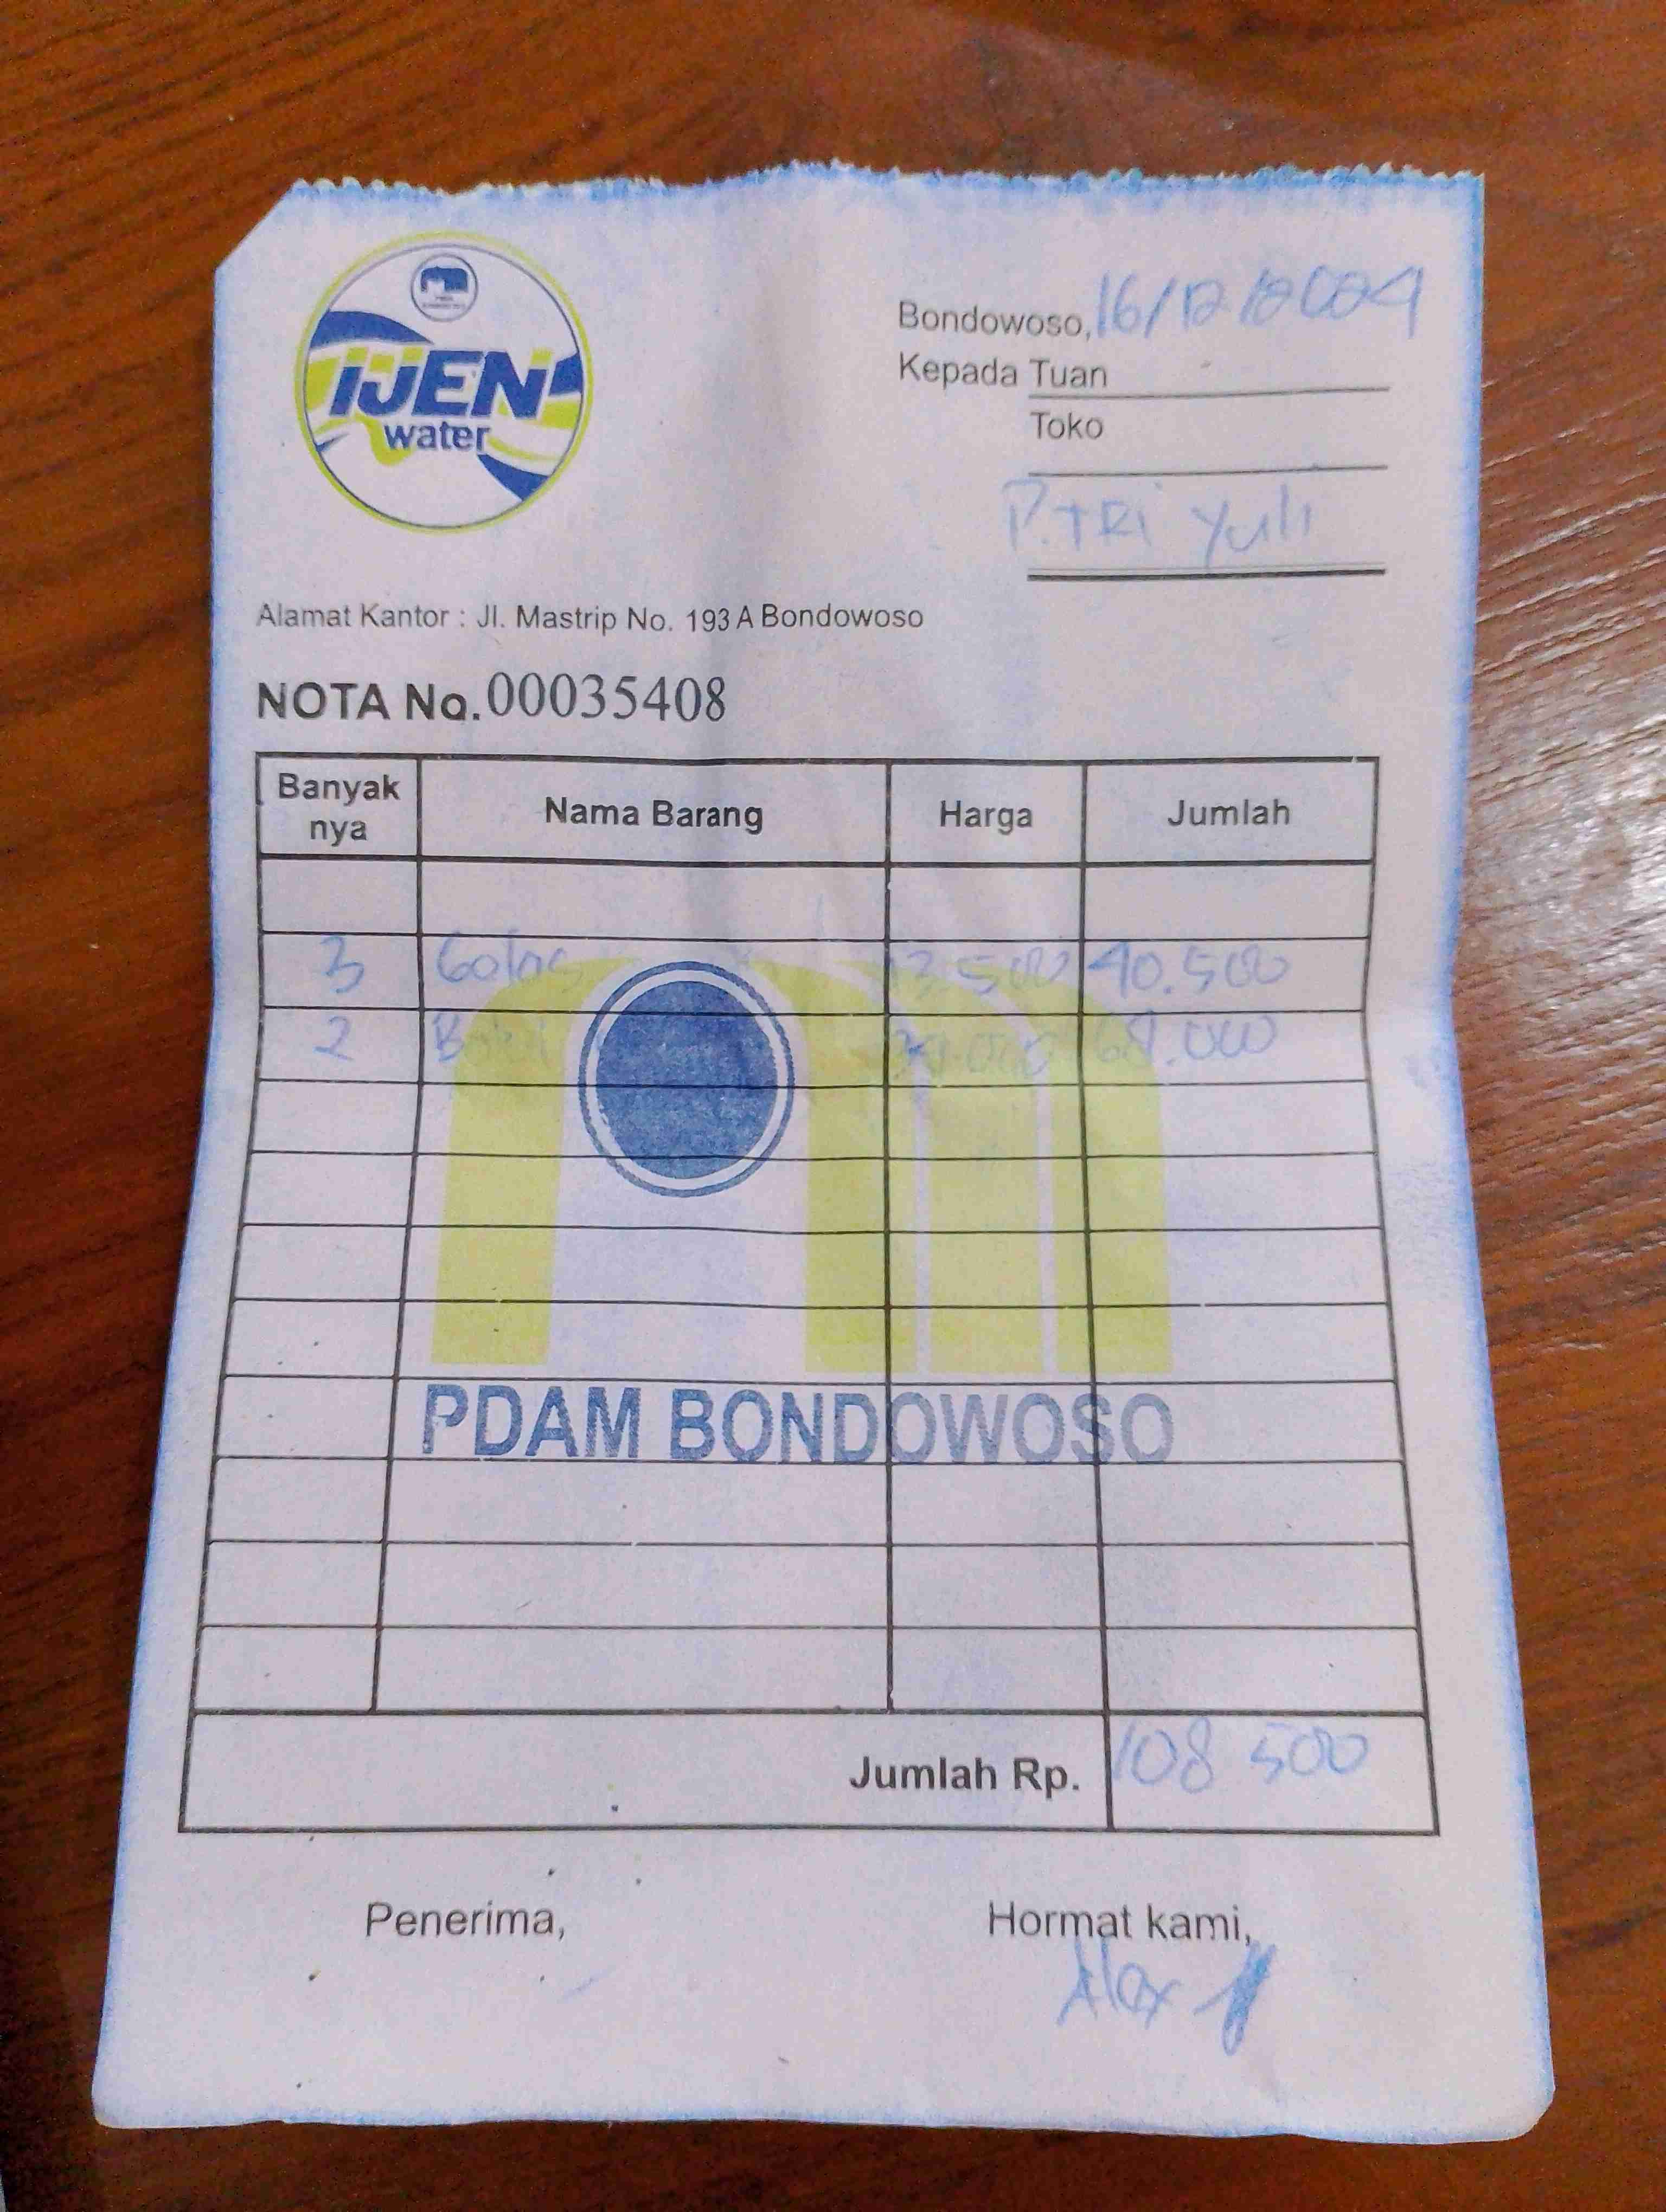 IJEN
water
Bondowoso, 16/12/2024
Kepada Tuan
Toko
P.TRi Yuli
Alamat Kantor : Jl. Mastrip No. 193 A Bondowoso
NOTA No. 00035408
Banyak nya Nama Barang Harga Jumlah
3 Gelas 13.500 40.500
2 Botol 34.000 68.000
PDAM BONDOWOSO
Jumlah Rp. 108 500
Penerima, Hormat kami,
Alex